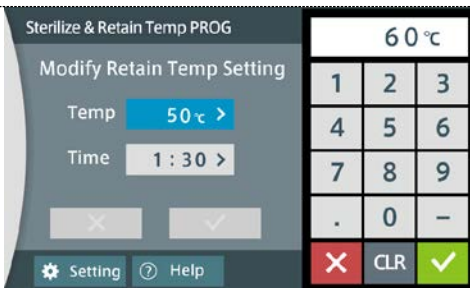 Sterilize & Retain Temp PROG
Modify Retain Temp Setting
Temp 50℃ >
Time 1:30 >
Setting ? Help
60℃
1 2 3
4 5 6
7 8 9
. 0 −
CLR